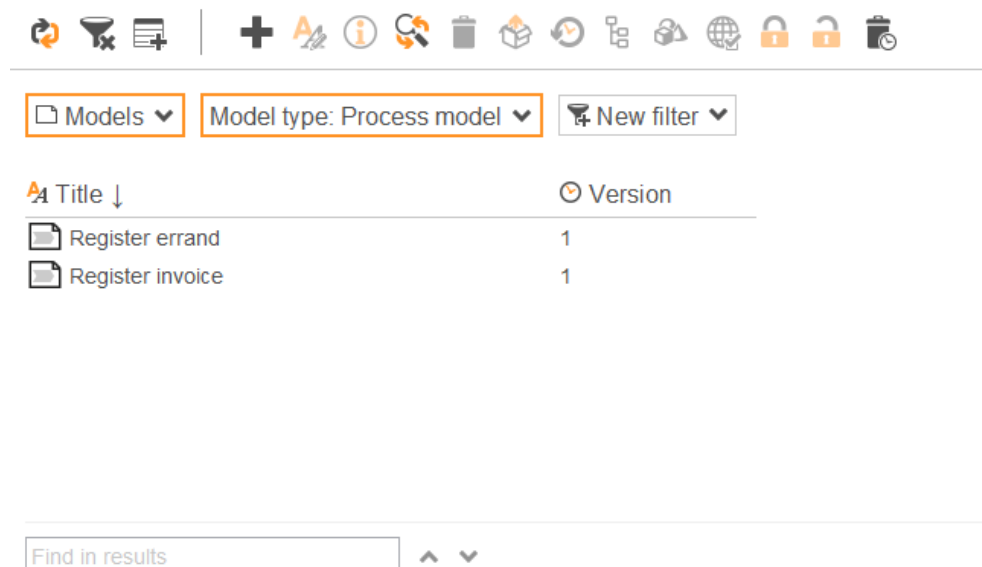 Models Model type: Process model New filter
Title ↓ Version
Register errand 1
Register invoice 1
Find in results